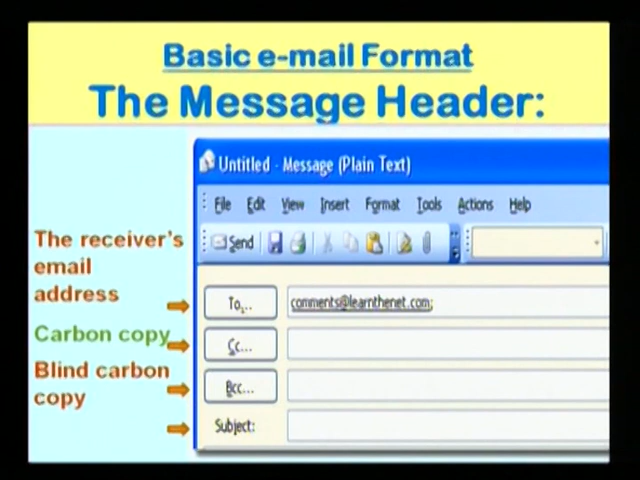 Basic e-mail Format
The Message Header:
Untitled - Message (Plain Text)
File Edit View Insert Format Tools Actions Help
Send
The receiver's
email
address
To... comments@learnthenet.com;
Carbon copy
Cc...
Blind carbon
copy
Bcc...
Subject: